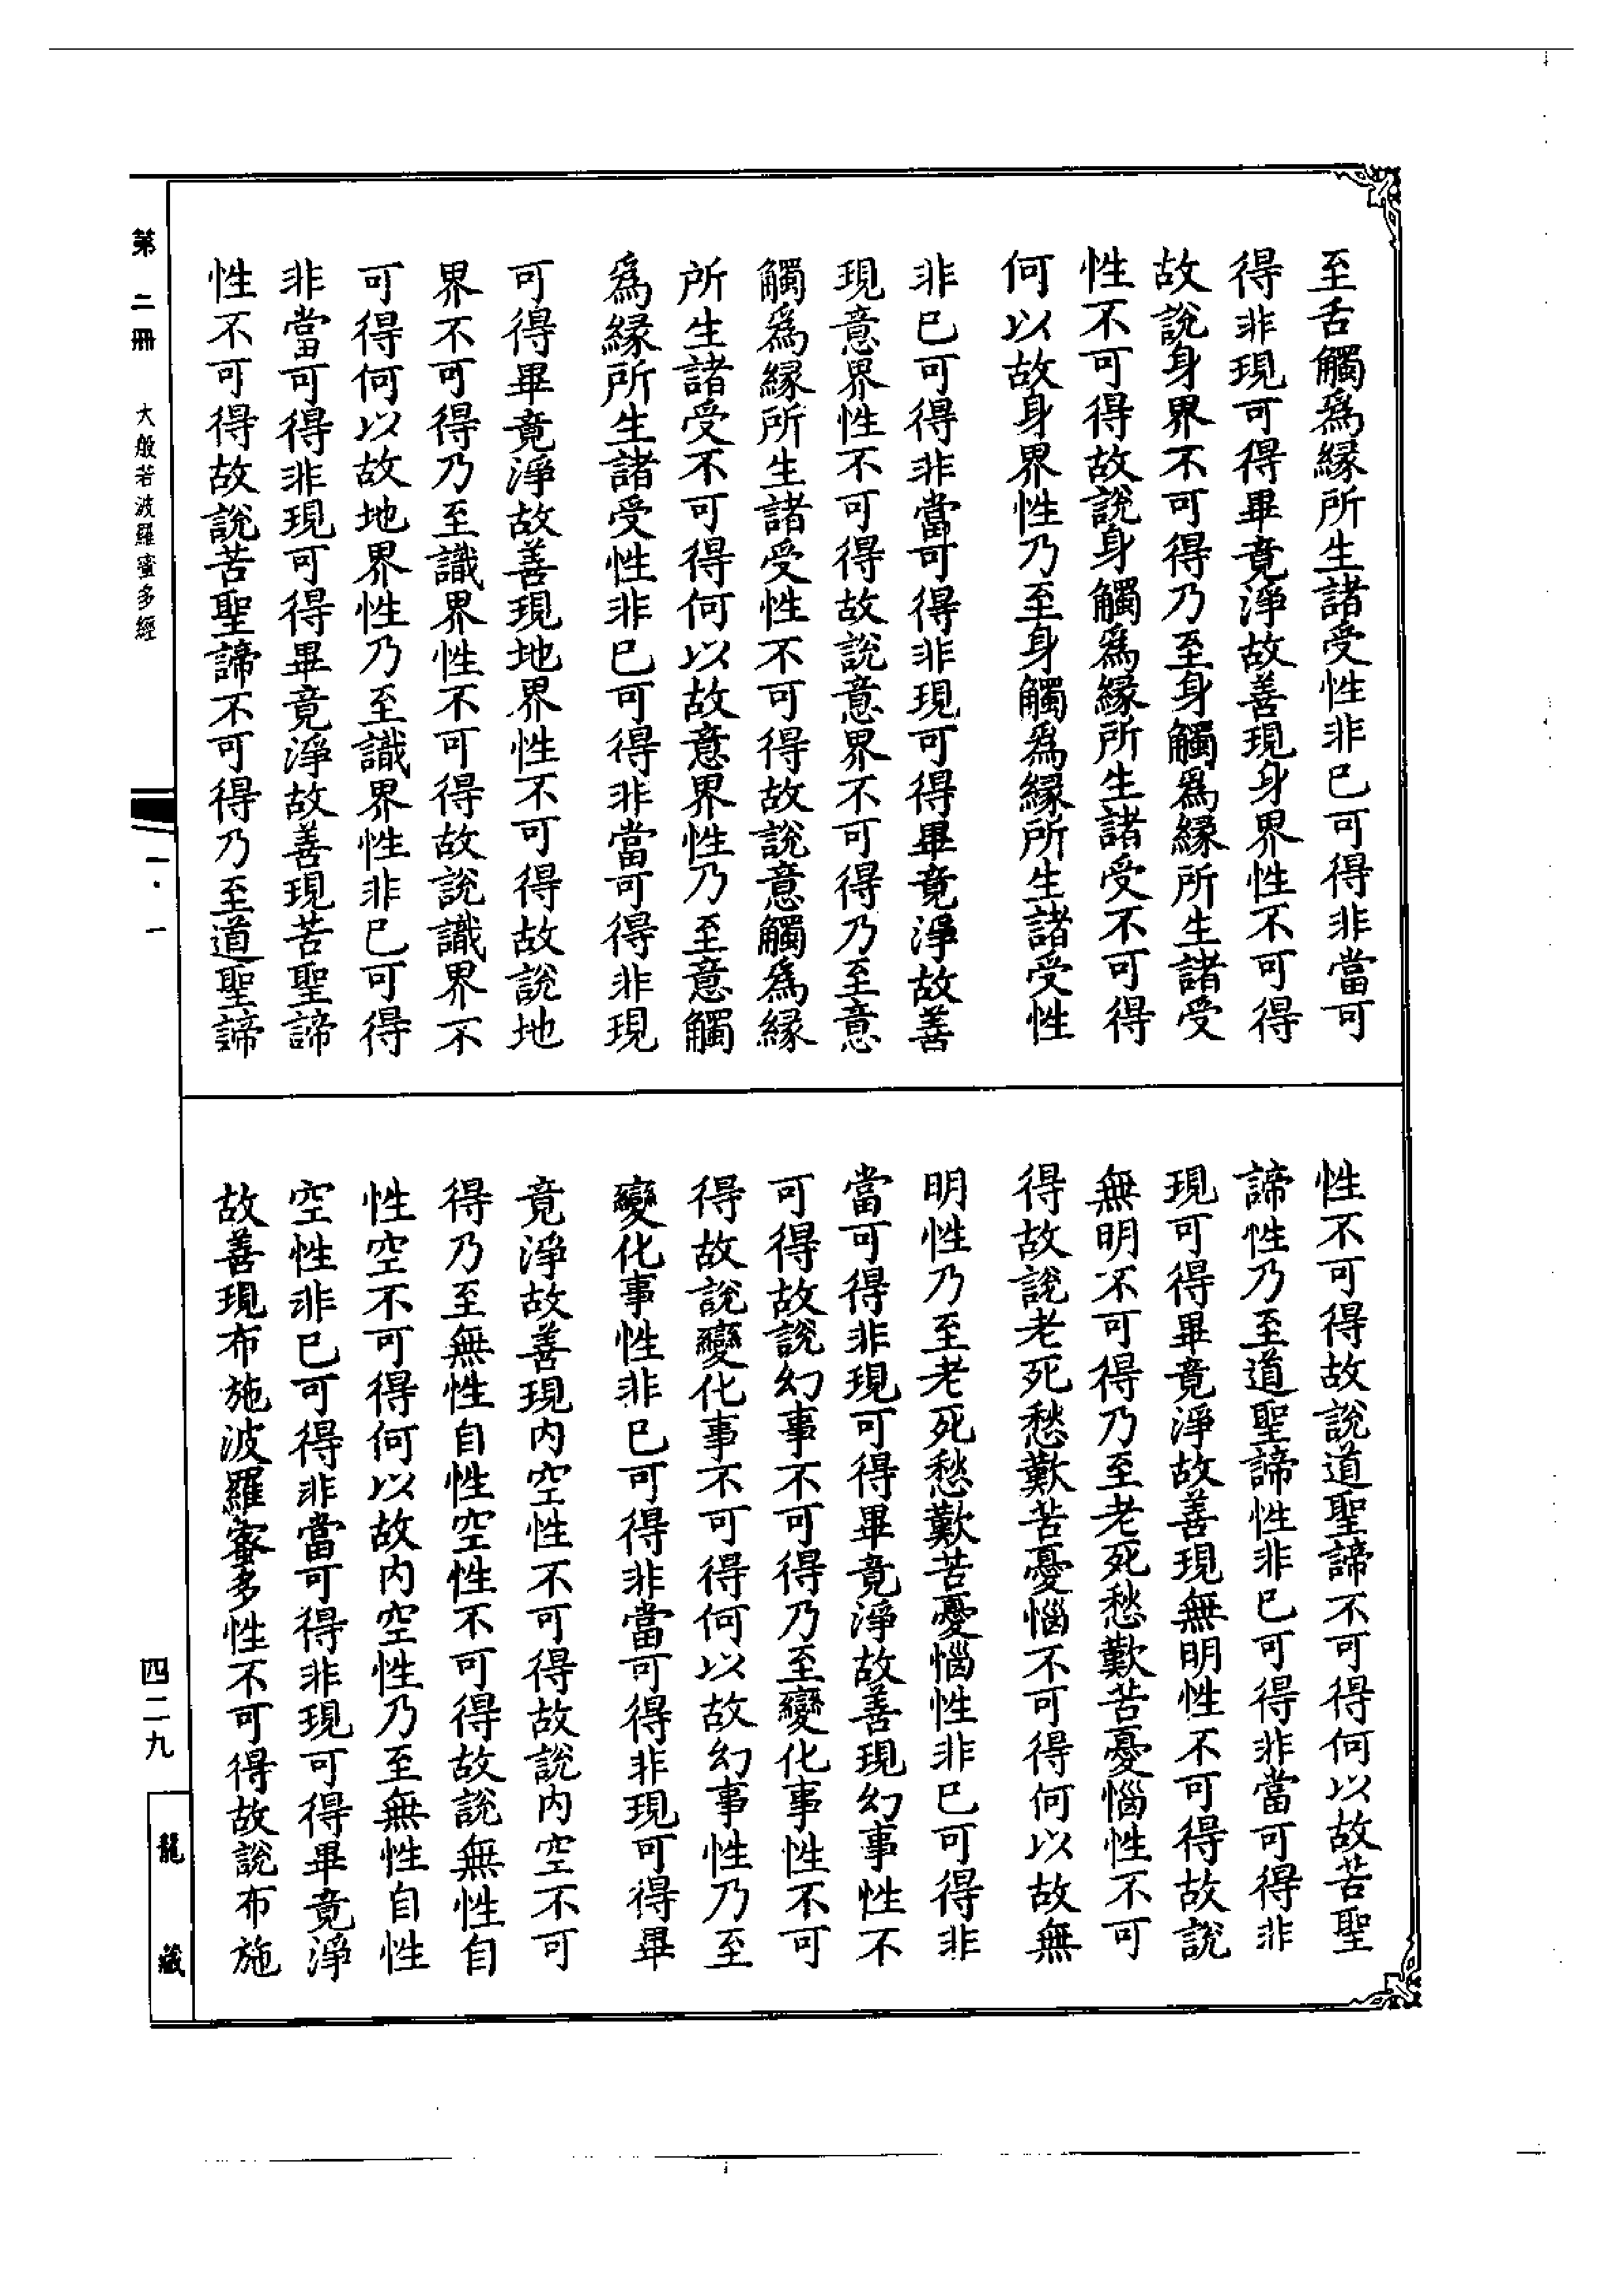 至舌觸為緣所生諸受性非已可得非當可
得非現可得畢竟淨故善現身界性不可得
故說身界不可得乃至身觸為緣所生諸受
性不可得故說身觸為緣所生諸受不可得
何以故身界性乃至身觸為緣所生諸受性
非已可得非當可得非現可得畢竟淨故善
現意界性不可得故說意界不可得乃至意
觸為緣所生諸受性不可得故說意觸為緣
所生諸受不可得何以故意界性乃至意觸
為緣所生諸受性非已可得非當可得非現
可得畢竟淨故善現地界性不可得故說地
界不可得乃至識界性不可得故說識界不
可得何以故地界性乃至識界性非已可得
非當可得非現可得畢竟淨故善現苦聖諦
性不可得故說苦聖諦不可得乃至道聖諦
性不可得故說道聖諦不可得何以故苦聖
諦性乃至道聖諦性非已可得非當可得非
現可得畢竟淨故善現無明性不可得故說
無明不可得乃至老死愁歎苦憂惱性不可
得故說老死愁歎苦憂惱不可得何以故無
明性乃至老死愁歎苦憂惱性非已可得非
當可得非現可得畢竟淨故善現幻事性不
可得故說幻事不可得乃至變化事性不可
得故說變化事不可得何以故幻事性乃至
變化事性非已可得非當可得非現可得畢
竟淨故善現內空性不可得故說內空不可
得乃至無性自性空性不可得故說無性自
性空不可得何以故內空性乃至無性自性
空性非已可得非當可得非現可得畢竟淨
故善現布施波羅蜜多性不可得故說布施
第二冊 大般若波羅蜜多經
一·一
四二九
龍藏